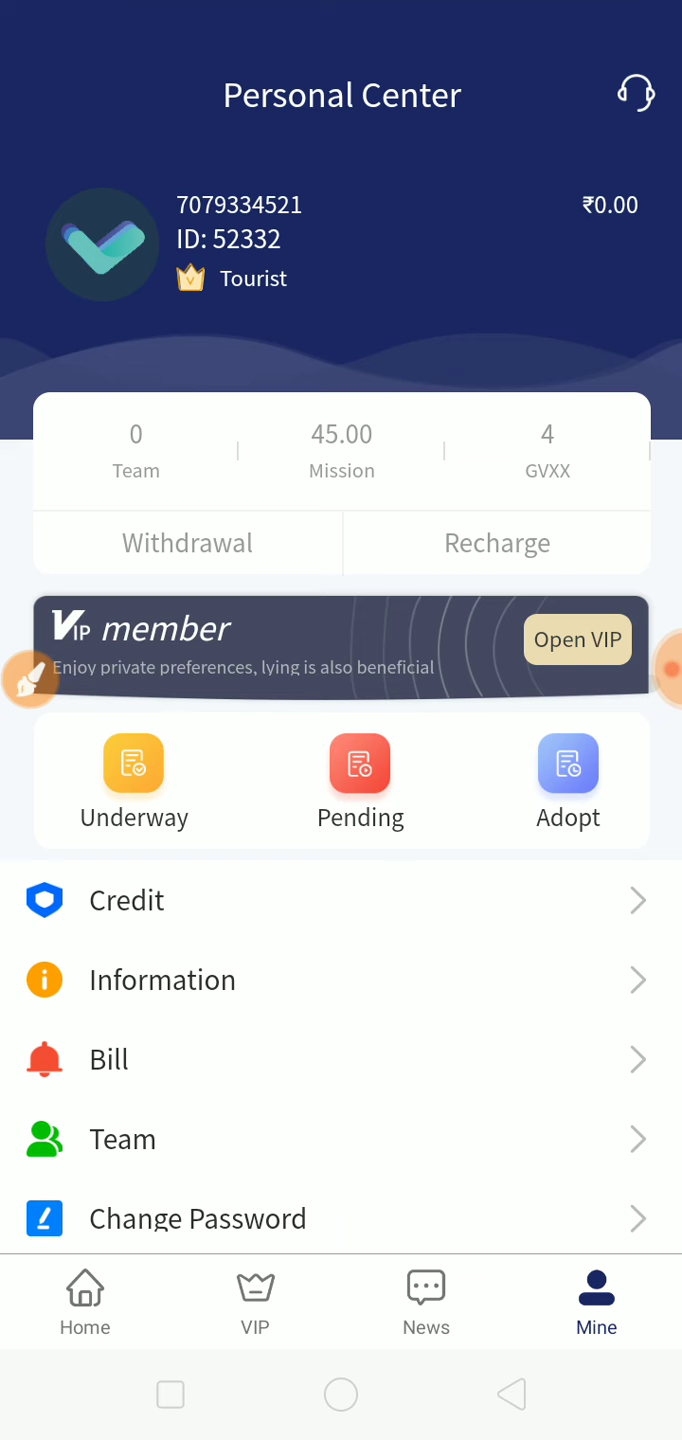 Personal Center
7079334521
₹0.00
ID: 52332
Tourist
0
45.00
4
Team
Mission
GVXX
Withdrawal
Recharge
VIP member
Open VIP
Enjoy private preferences, lying is also beneficial
Underway
Pending
Adopt
Credit
Information
Bill
Team
Change Password
Home
VIP
News
Mine